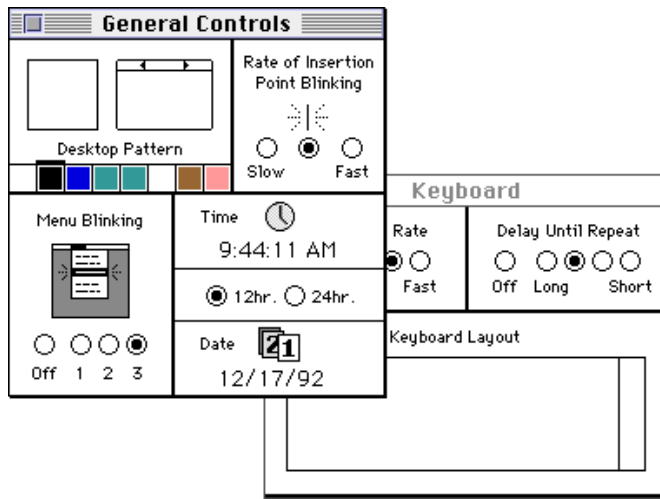 General Controls
Rate of Insertion
Point Blinking
Desktop Pattern
Slow Fast
Menu Blinking
Off 1 2 3
Time
9:44:11 AM
12hr. 24hr.
Date
21
12/17/92
Keyboard
Rate
Fast
Delay Until Repeat
Off Long Short
Keyboard Layout